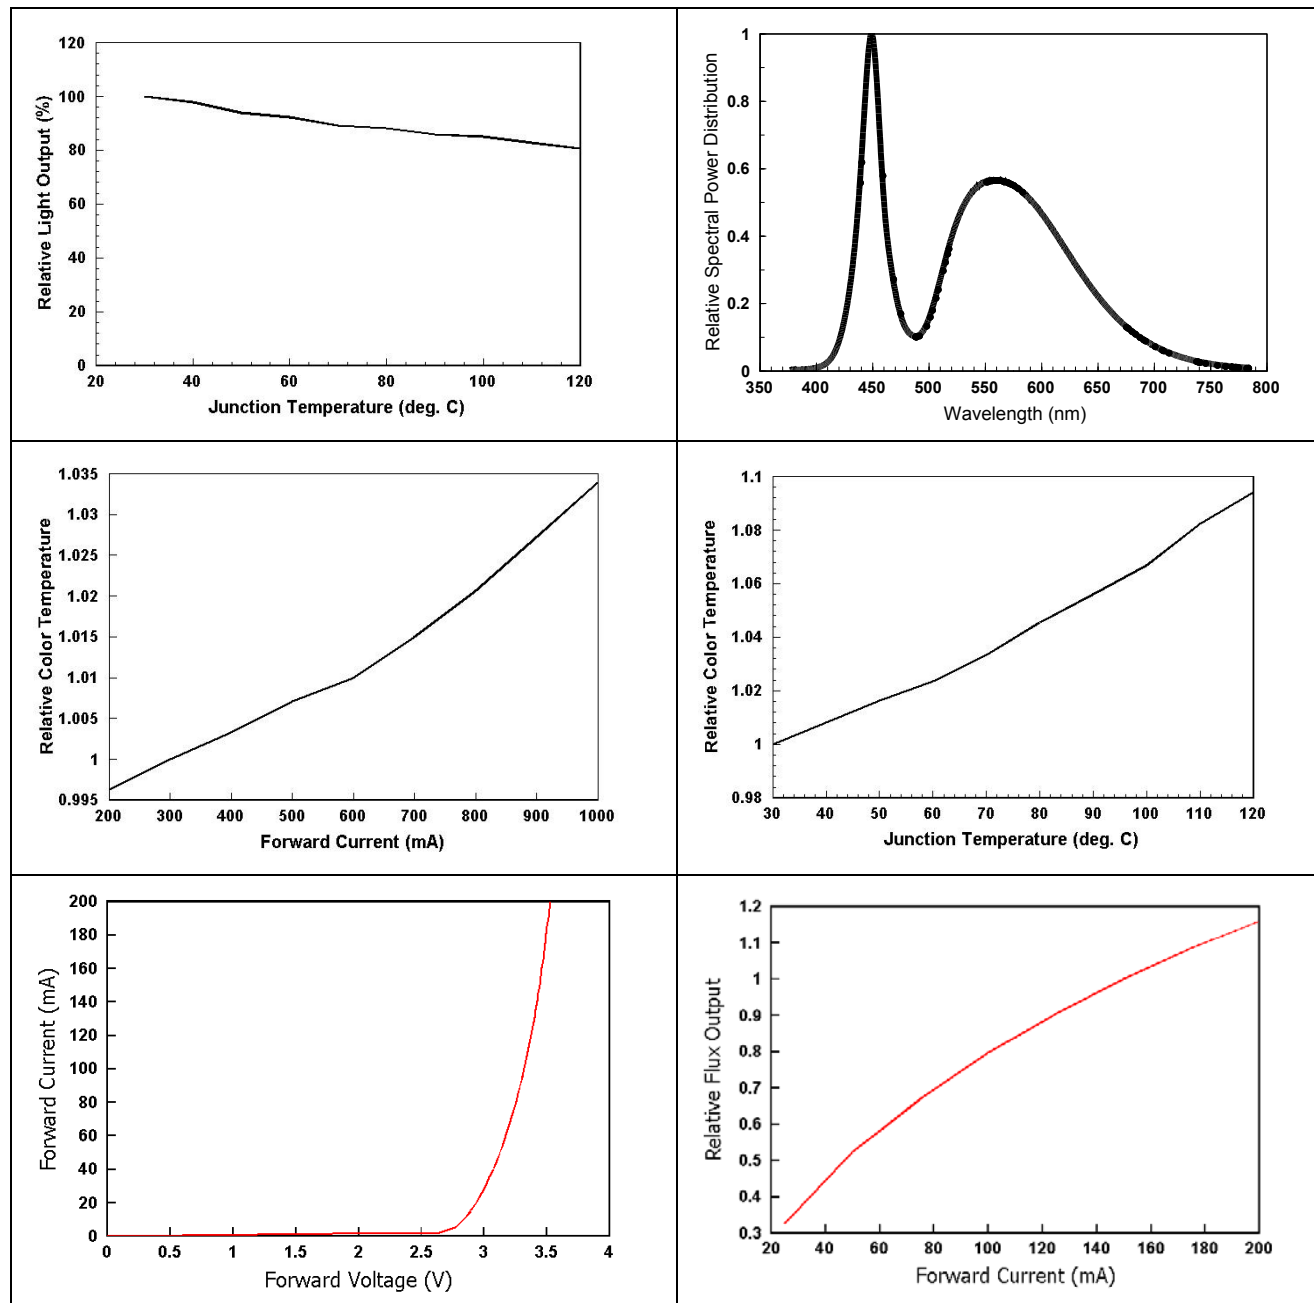 120
100
80
60
40
20
0
20 40 60 80 100 120
Relative Light Output (%)
Junction Temperature (deg. C)
1
0.8
0.6
0.4
0.2
0
350 400 450 500 550 600 650 700 750 800
Relative Spectral Power Distribution
Wavelength (nm)
1.035
1.03
1.025
1.02
1.015
1.01
1.005
1
0.995
200 300 400 500 600 700 800 900 1000
Relative Color Temperature
Forward Current (mA)
1.1
1.08
1.06
1.04
1.02
1
0.98
30 40 50 60 70 80 90 100 110 120
Relative Color Temperature
Junction Temperature (deg. C)
200
180
160
140
120
100
80
60
40
20
0
0 0.5 1 1.5 2 2.5 3 3.5 4
Forward Current (mA)
Forward Voltage (V)
1.2
1.1
1
0.9
0.8
0.7
0.6
0.5
0.4
0.3
20 40 60 80 100 120 140 160 180 200
Relative Flux Output
Forward Current (mA)